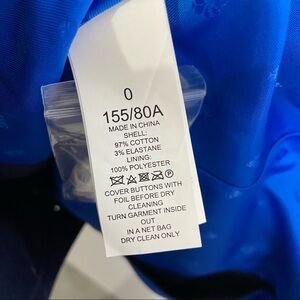 0
155/80A
MADE IN CHINA
SHELL:
97% COTTON
3% ELASTANE
LINING:
100% POLYESTER
COVER BUTTONS WITH
FOIL BEFORE DRY
CLEANING
TURN GARMENT INSIDE
OUT
IN A NET BAG
DRY CLEAN ONLY